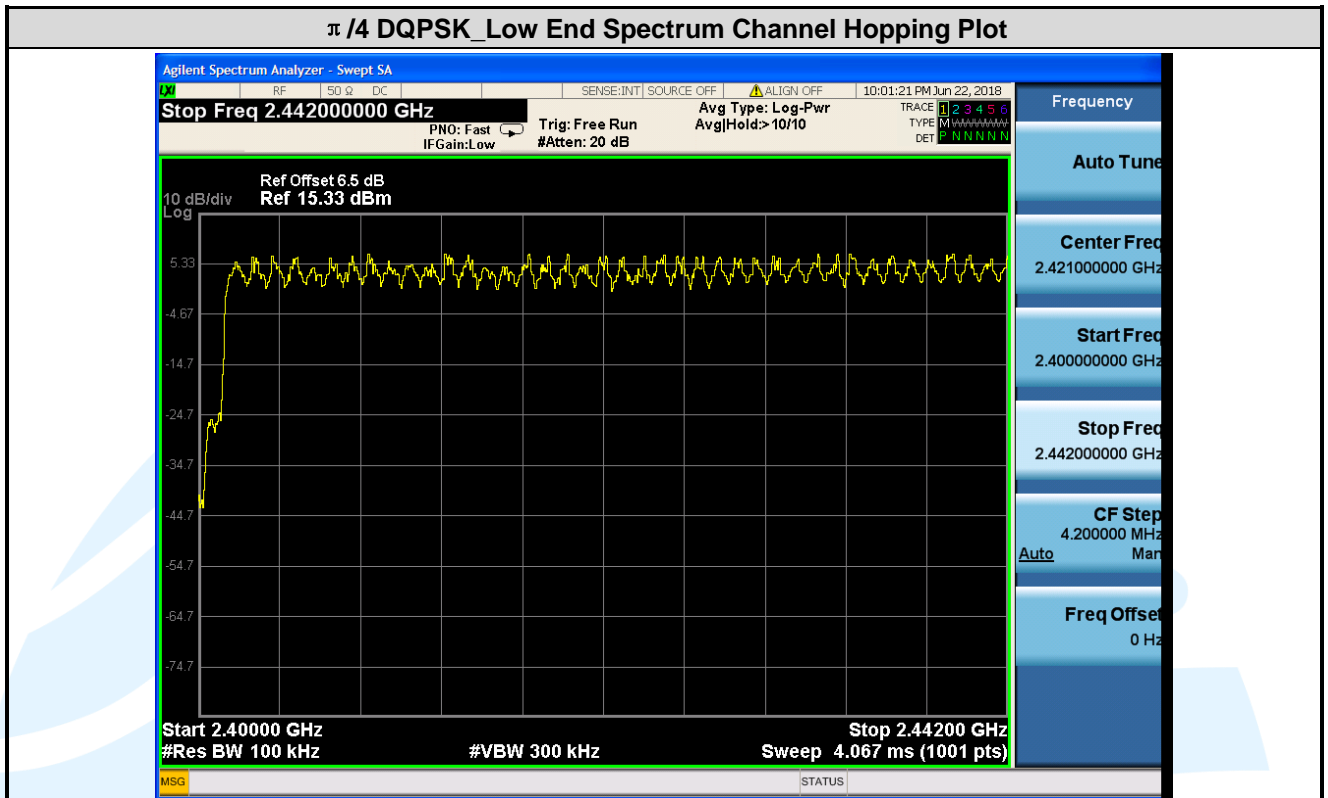 π/4 DQPSK_Low End Spectrum Channel Hopping Plot
Agilent Spectrum Analyzer - Swept SA
LXI RF 50 Ω DC SENSE:INT SOURCE OFF ALIGN OFF 10:01:21 PM Jun 22, 2018
Stop Freq 2.442000000 GHz
PNO: Fast
IFGain:Low
Trig: Free Run
#Atten: 20 dB
Avg Type: Log-Pwr
Avg|Hold:>10/10
TRACE 1 2 3 4 5 6
TYPE M
DET P N N N N N
Ref Offset 6.5 dB
10 dB/div Ref 15.33 dBm
Log
5.33
-4.67
-14.7
-24.7
-34.7
-44.7
-54.7
-64.7
-74.7
Start 2.40000 GHz Stop 2.44200 GHz
#Res BW 100 kHz #VBW 300 kHz Sweep 4.067 ms (1001 pts)
MSG STATUS
Frequency
Auto Tune
Center Freq
2.421000000 GHz
Start Freq
2.400000000 GHz
Stop Freq
2.442000000 GHz
CF Step
4.200000 MHz
Auto Man
Freq Offset
0 Hz